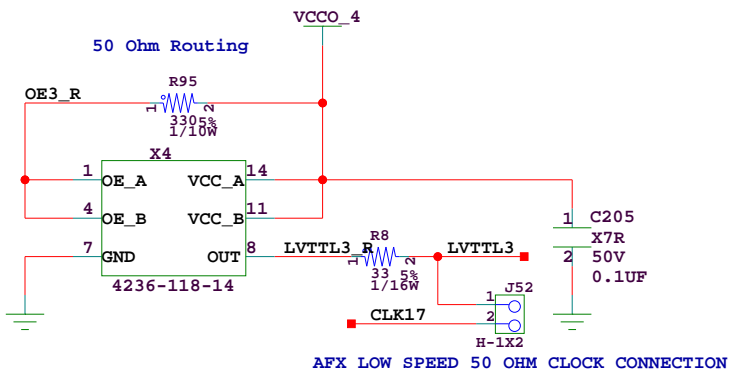 VCCO_4
50 Ohm Routing
R95
OE3_R
1 2
330 5%
1/10W
X4
1 OE_A VCC_A 14
4 OE_B VCC_B 11
7 GND OUT 8
4236-118-14
LVTTL3_R
R8
1 2
33 5%
1/16W
LVTTL3
1 C205
X7R
2 50V
0.1UF
J52
1
2
CLK17
H-1X2
AFX LOW SPEED 50 OHM CLOCK CONNECTION